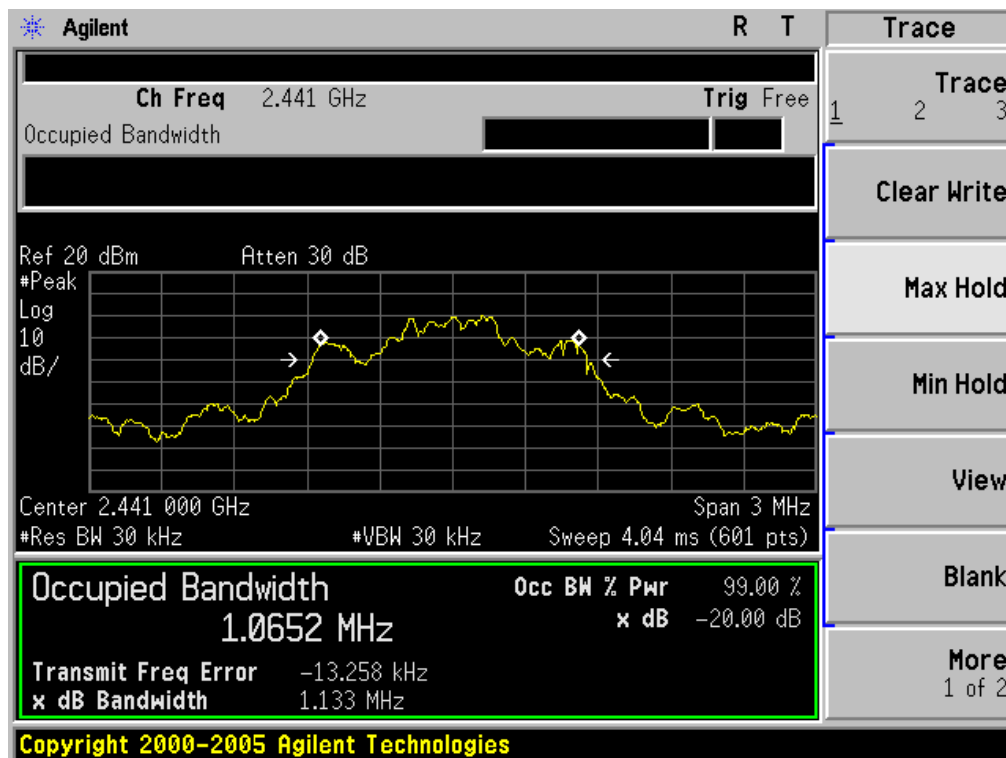 Agilent R T Trace
Ch Freq 2.441 GHz Trig Free
Occupied Bandwidth
Trace
1 2 3
Clear Write
Max Hold
Min Hold
View
Blank
More
1 of 2
Ref 20 dBm Atten 30 dB
#Peak
Log
10
dB/
Center 2.441 000 GHz Span 3 MHz
#Res BW 30 kHz #VBW 30 kHz Sweep 4.04 ms (601 pts)
Occupied Bandwidth Occ BW % Pwr 99.00 %
1.0652 MHz x dB -20.00 dB
Transmit Freq Error -13.258 kHz
x dB Bandwidth 1.133 MHz
Copyright 2000-2005 Agilent Technologies